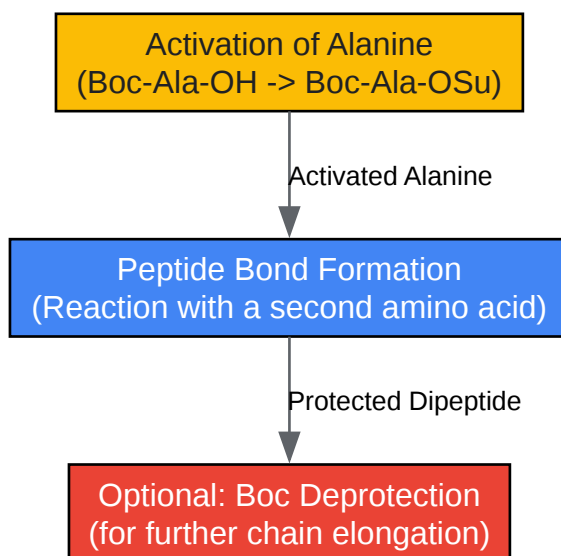 Activation of Alanine
(Boc-Ala-OH -> Boc-Ala-OSu)
Activated Alanine
Peptide Bond Formation
(Reaction with a second amino acid)
Protected Dipeptide
Optional: Boc Deprotection
(for further chain elongation)